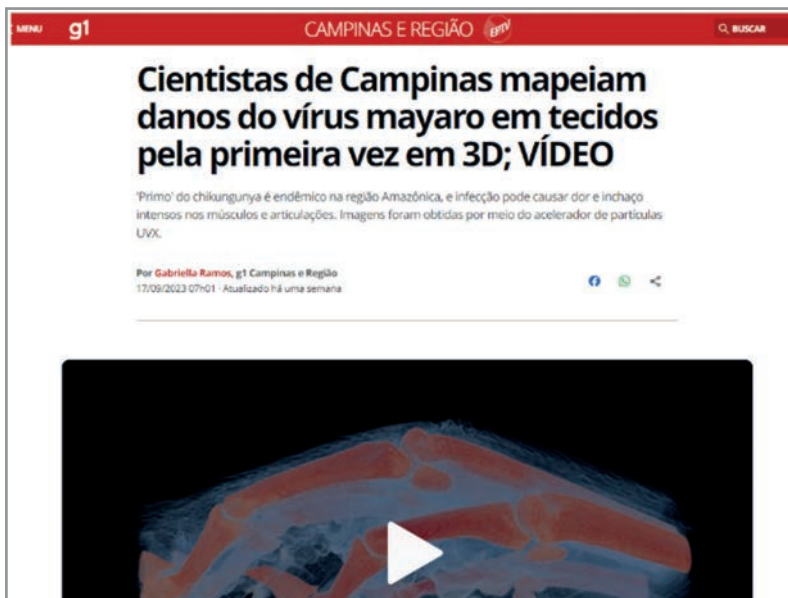 MENU g1 CAMPINAS E REGIÃO EPTV BUSCAR
Cientistas de Campinas mapeiam
danos do vírus mayaro em tecidos
pela primeira vez em 3D; VÍDEO
'Primo' do chikungunya é endêmico na região Amazônica, e infecção pode causar dor e inchaço
intensos nos músculos e articulações. Imagens foram obtidas por meio do acelerador de partículas
UVX.
Por Gabriella Ramos, g1 Campinas e Região
17/09/2023 07h01 · Atualizado há uma semana